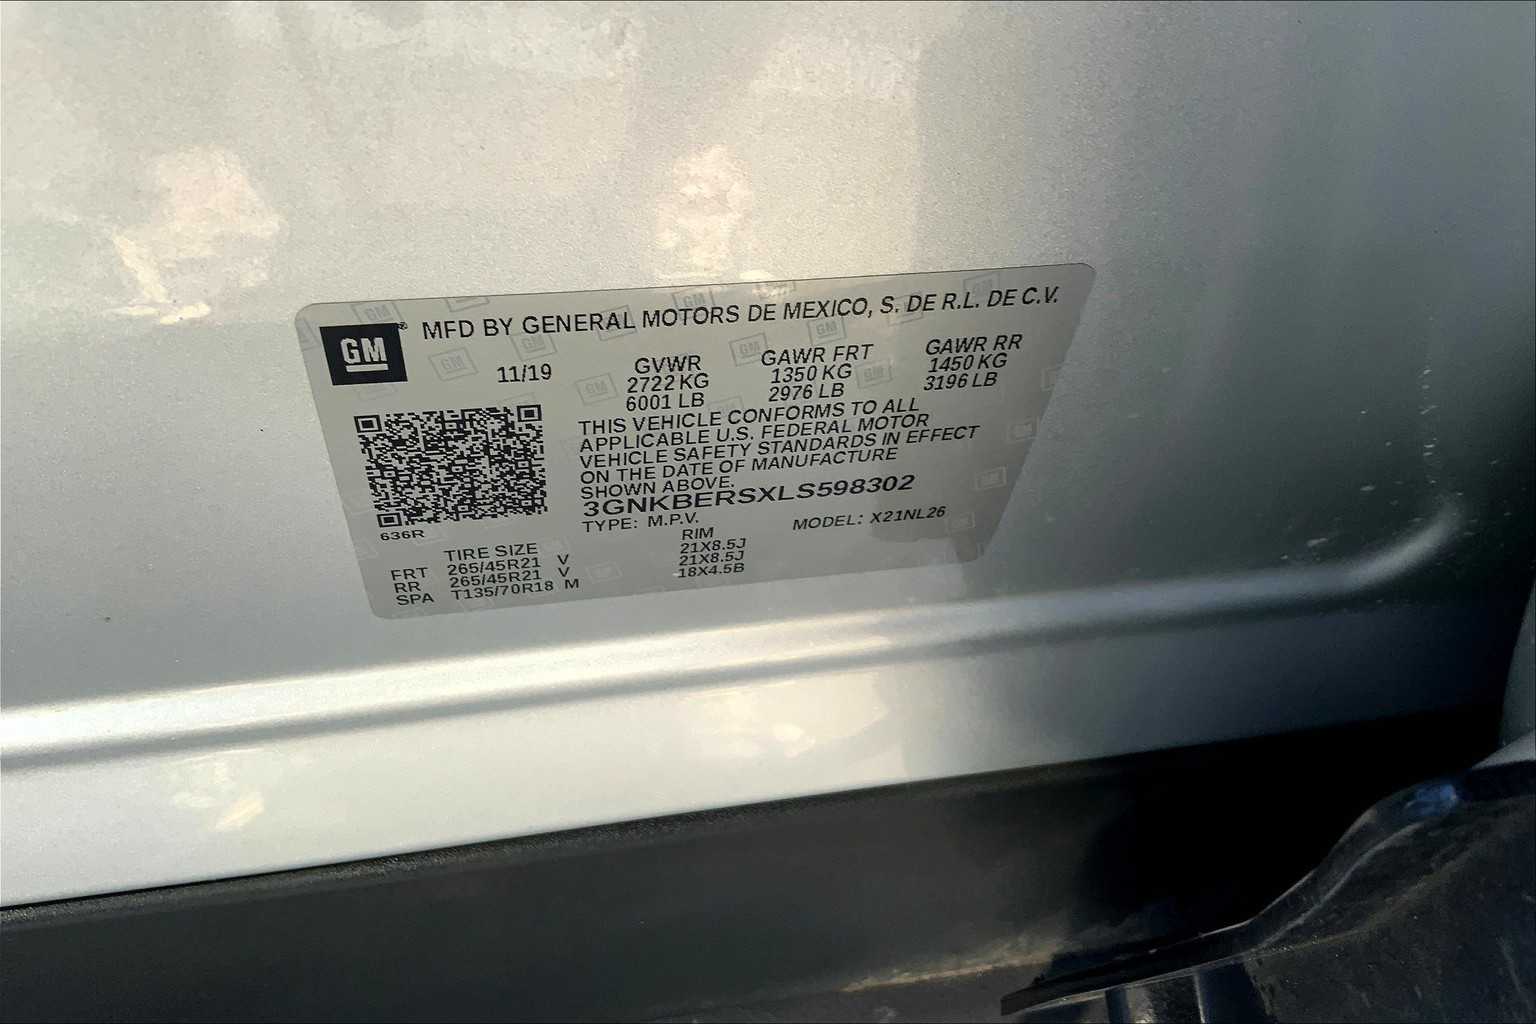 GM® MFD BY GENERAL MOTORS DE MEXICO, S. DE R.L. DE C.V.
11/19
GVWR GAWR FRT GAWR RR
2722 KG 1350 KG 1450 KG
6001 LB 2976 LB 3196 LB
THIS VEHICLE CONFORMS TO ALL
APPLICABLE U.S. FEDERAL MOTOR
VEHICLE SAFETY STANDARDS IN EFFECT
ON THE DATE OF MANUFACTURE
SHOWN ABOVE.
3GNKBERSXLS598302
TYPE: M.P.V. MODEL: X21NL26
636R
TIRE SIZE RIM
FRT 265/45R21 V 21X8.5J
RR 265/45R21 V 21X8.5J
SPA T135/70R18 M 18X4.5B